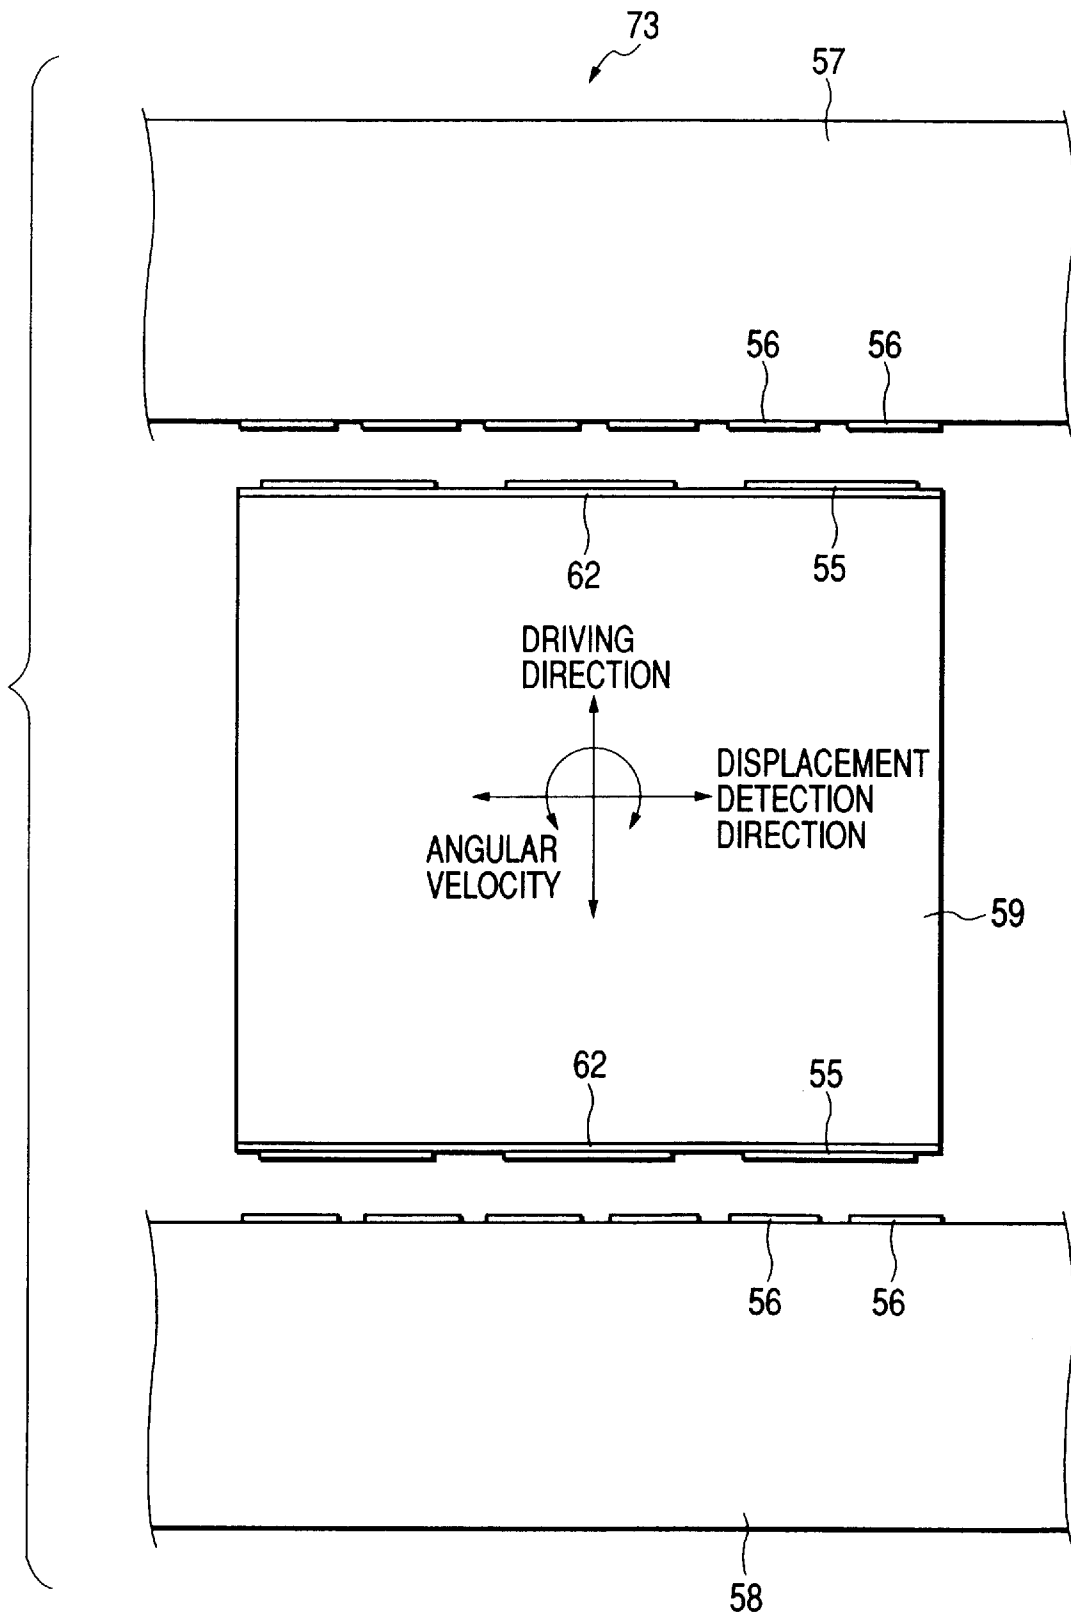 73
57
56 56
62
55
DRIVING
DIRECTION
DISPLACEMENT
DETECTION
DIRECTION
ANGULAR
VELOCITY
59
62
55
56
56
58